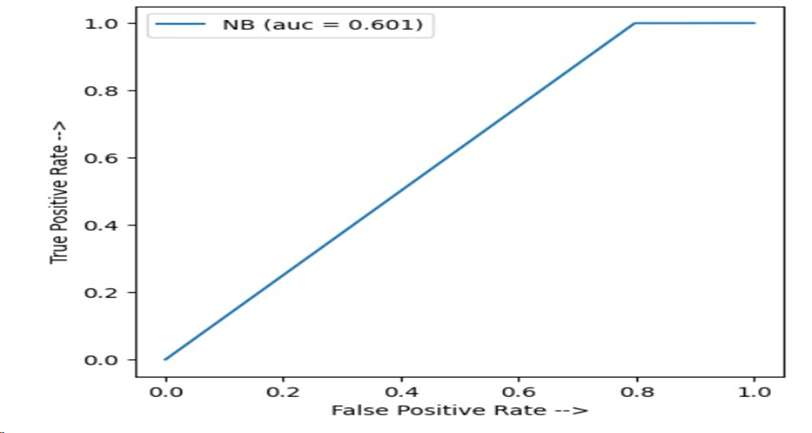 NB (auc = 0.601)
True Positive Rate -->
1.0
0.8
0.6
0.4
0.2
0.0
0.0 0.2 0.4 0.6 0.8 1.0
False Positive Rate -->